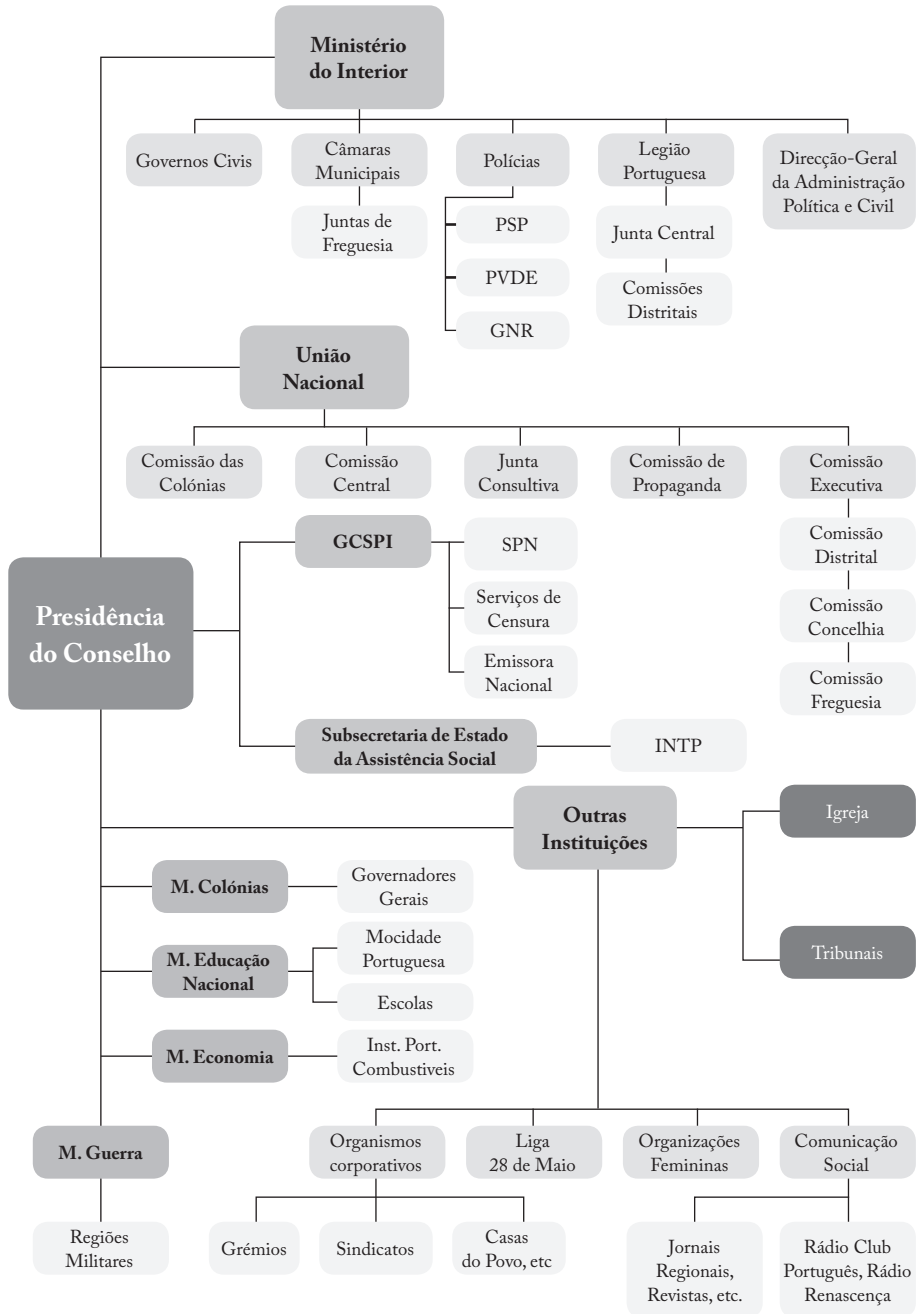 Ministério
do Interior
Governos Civis
Câmaras
Municipais
Polícias
Legião
Portuguesa
Direcção-Geral
da Administração
Política e Civil
Juntas de
Freguesia
PSP
PVDE
GNR
Junta Central
Comissões
Distritais
União
Nacional
Comissão das
Colónias
Comissão
Central
Junta
Consultiva
Comissão de
Propaganda
Comissão
Executiva
Comissão
Distrital
Comissão
Concelhia
Comissão
Freguesia
Presidência
do Conselho
GCSPI
SPN
Serviços de
Censura
Emissora
Nacional
Subsecretaria de Estado
da Assistência Social
INTP
Outras
Instituições
Igreja
Tribunais
M. Colónias
Governadores
Gerais
M. Educação
Nacional
Mocidade
Portuguesa
Escolas
M. Economia
Inst. Port.
Combustiveis
M. Guerra
Regiões
Militares
Organismos
corporativos
Liga
28 de Maio
Organizações
Femininas
Comunicação
Social
Grémios
Sindicatos
Casas
do Povo, etc
Jornais
Regionais,
Revistas, etc.
Rádio Club
Português, Rádio
Renascença